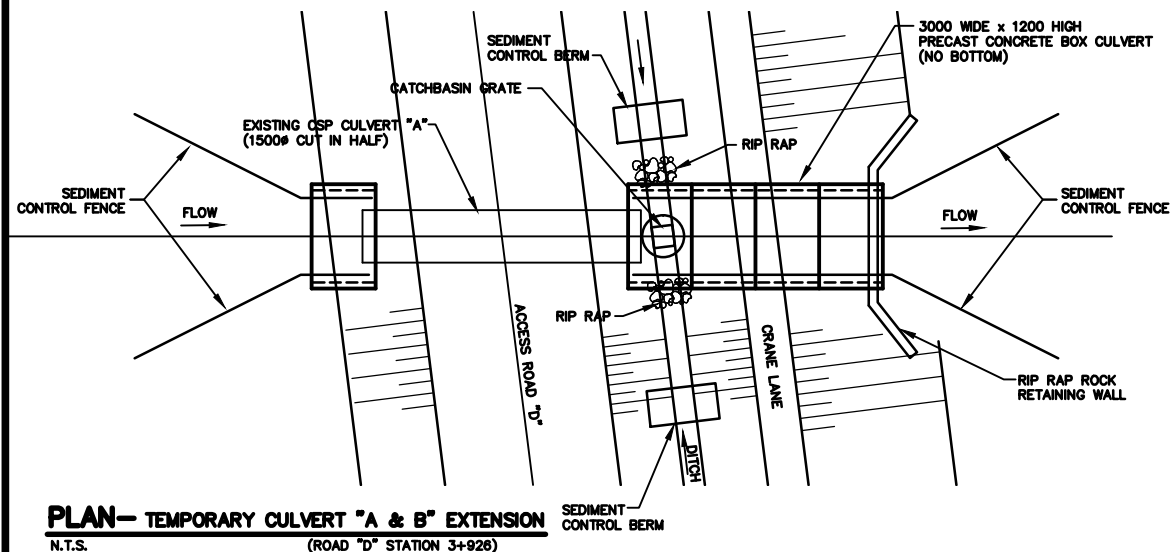 SEDIMENT
CONTROL BERM
3000 WIDE x 1200 HIGH
PRECAST CONCRETE BOX CULVERT
(NO BOTTOM)
CATCHBASIN GRATE
EXISTING CSP CULVERT "A"
(1500ø CUT IN HALF)
RIP RAP
SEDIMENT
CONTROL FENCE
FLOW
FLOW
SEDIMENT
CONTROL FENCE
RIP RAP
ACCESS ROAD "D"
CRANE LANE
RIP RAP ROCK
RETAINING WALL
DITCH
SEDIMENT
CONTROL BERM
PLAN- TEMPORARY CULVERT "A & B" EXTENSION
N.T.S. (ROAD "D" STATION 3+926)